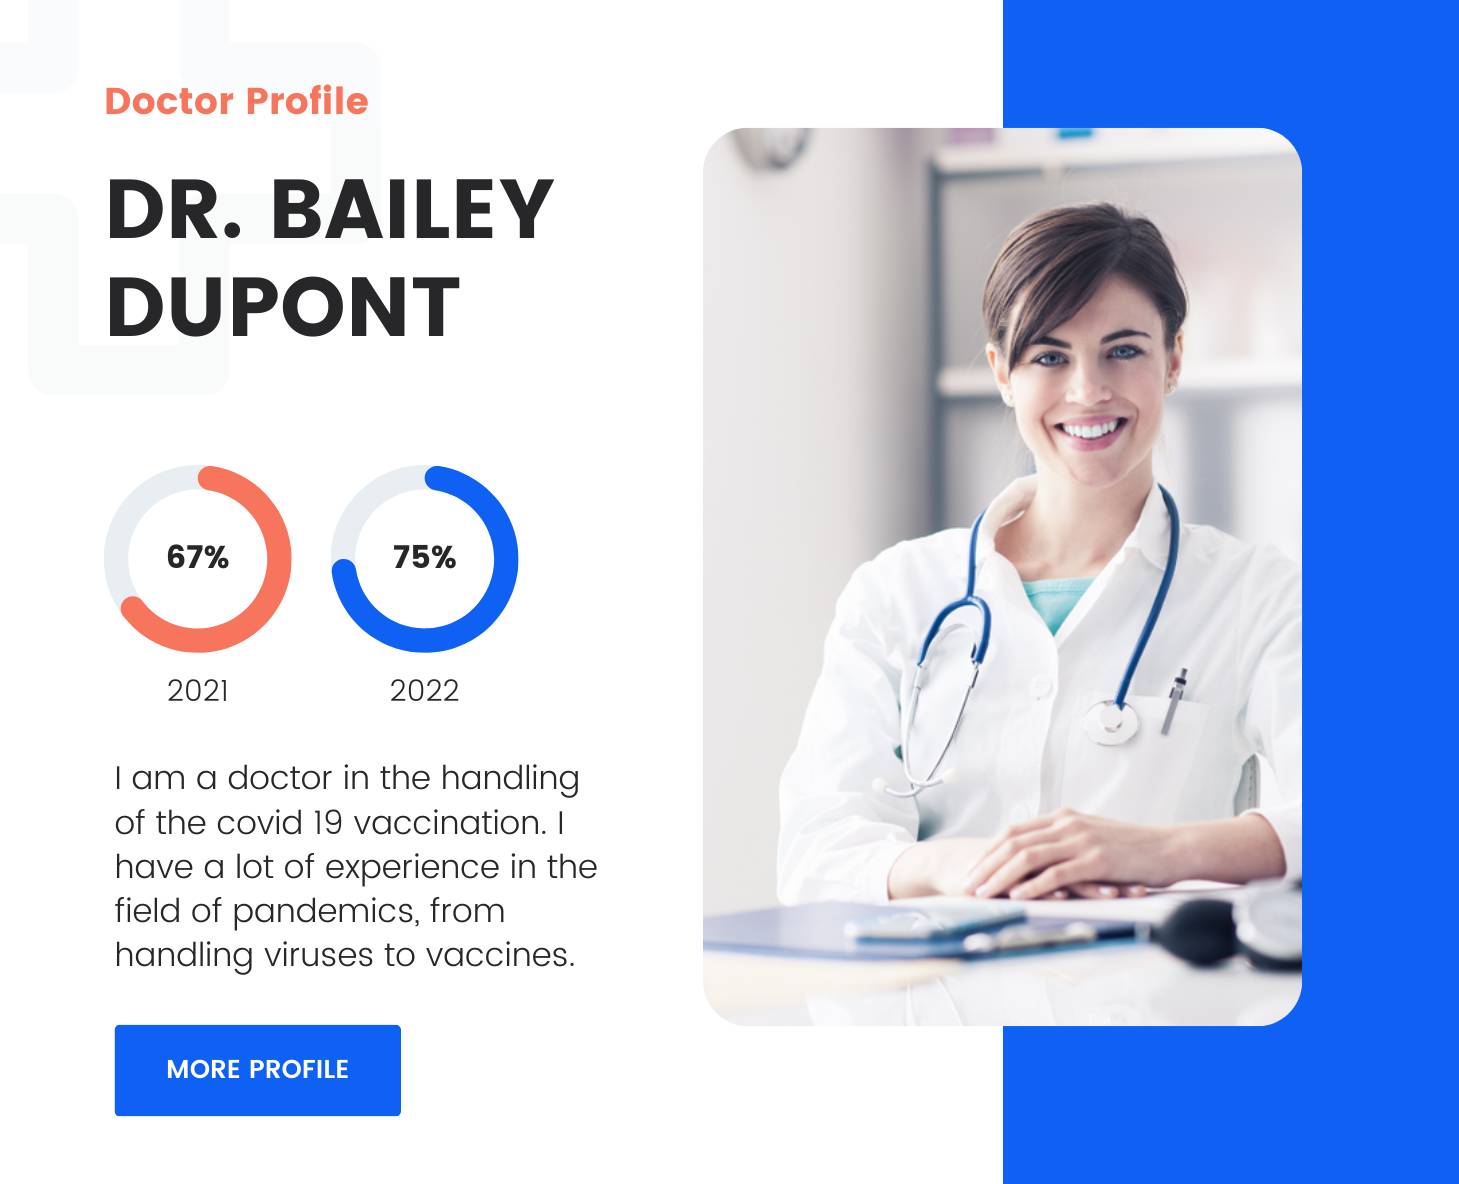 Doctor Profile
DR. BAILEY
DUPONT
67%
75%
2021
2022
I am a doctor in the handling
of the covid 19 vaccination. I
have a lot of experience in the
field of pandemics, from
handling viruses to vaccines.
MORE PROFILE